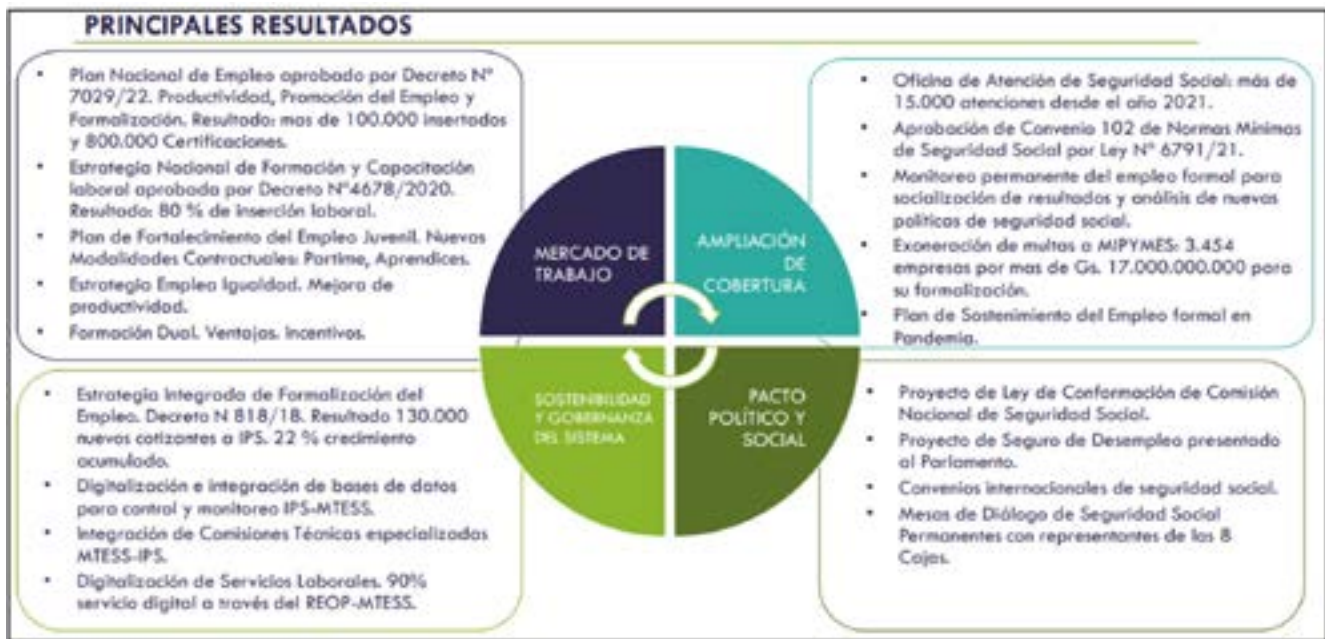 PRINCIPALES RESULTADOS
• Plan Nacional de Empleo aprobado por Decreto N°
7029/22. Productividad, Promoción del Empleo y
Formalización. Resultado: mas de 100.000 insertados
y 800.000 Certificaciones.
• Estrategia Nacional de Formación y Capacitación
laboral aprobada por Decreto N°4678/2020.
Resultado: 80 % de inserción laboral.
• Plan de Fortalecimiento del Empleo Juvenil. Nuevas
Modalidades Contractuales: Partime, Aprendices.
• Estrategia Emplea Igualdad. Mejora de
productividad.
• Formación Dual. Ventajas. Incentivos.
• Oficina de Atención de Seguridad Social: más de
15.000 atenciones desde el año 2021.
• Aprobación de Convenio 102 de Normas Mínimas
de Seguridad Social por Ley N° 6791/21.
• Monitoreo permanente del empleo formal para
socialización de resultados y análisis de nuevas
políticas de seguridad social.
• Exoneración de multas a MIPYMES: 3.454
empresas por mas de Gs. 17.000.000.000 para
su formalización.
• Plan de Sostenimiento del Empleo formal en
Pandemia.
MERCADO DE
TRABAJO
AMPLIACIÓN
DE
COBERTURA
SOSTENIBILIDAD
Y GOBERNANZA
DEL SISTEMA
PACTO
POLÍTICO Y
SOCIAL
• Estrategia Integrada de Formalización del
Empleo. Decreto N 818/18. Resultado 130.000
nuevos cotizantes a IPS. 22 % crecimiento
acumulado.
• Digitalización e integración de bases de datos
para control y monitoreo IPS-MTESS.
• Integración de Comisiones Técnicas especializadas
MTESS-IPS.
• Digitalización de Servicios Laborales. 90%
servicio digital a través del REOP-MTESS.
• Proyecto de Ley de Conformación de Comisión
Nacional de Seguridad Social.
• Proyecto de Seguro de Desempleo presentado
al Parlamento.
• Convenios internacionales de seguridad social.
• Mesas de Diálogo de Seguridad Social
Permanentes con representantes de las 8
Cajas.